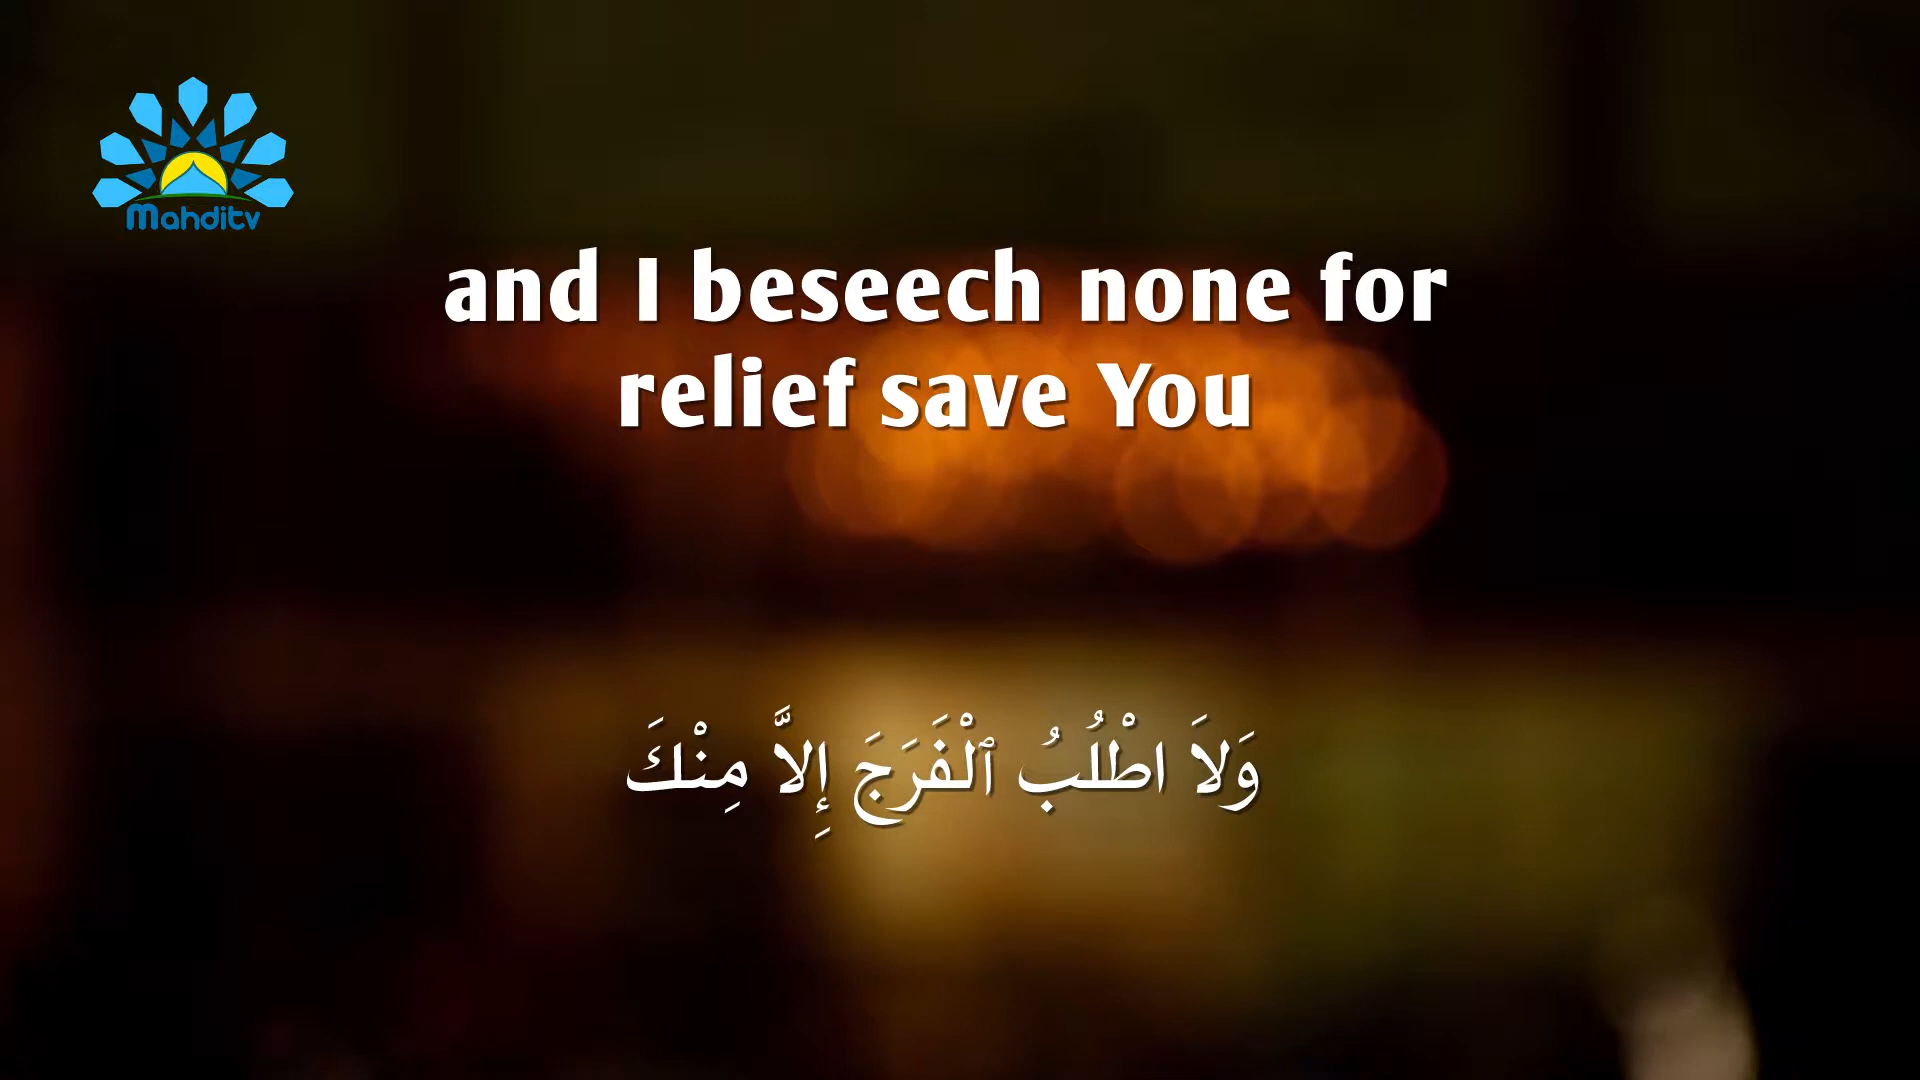 Mahditv
and I beseech none for
relief save You
وَلاَ اطْلُبُ ٱلْفَرَجَ إِلاَّ مِنْكَ